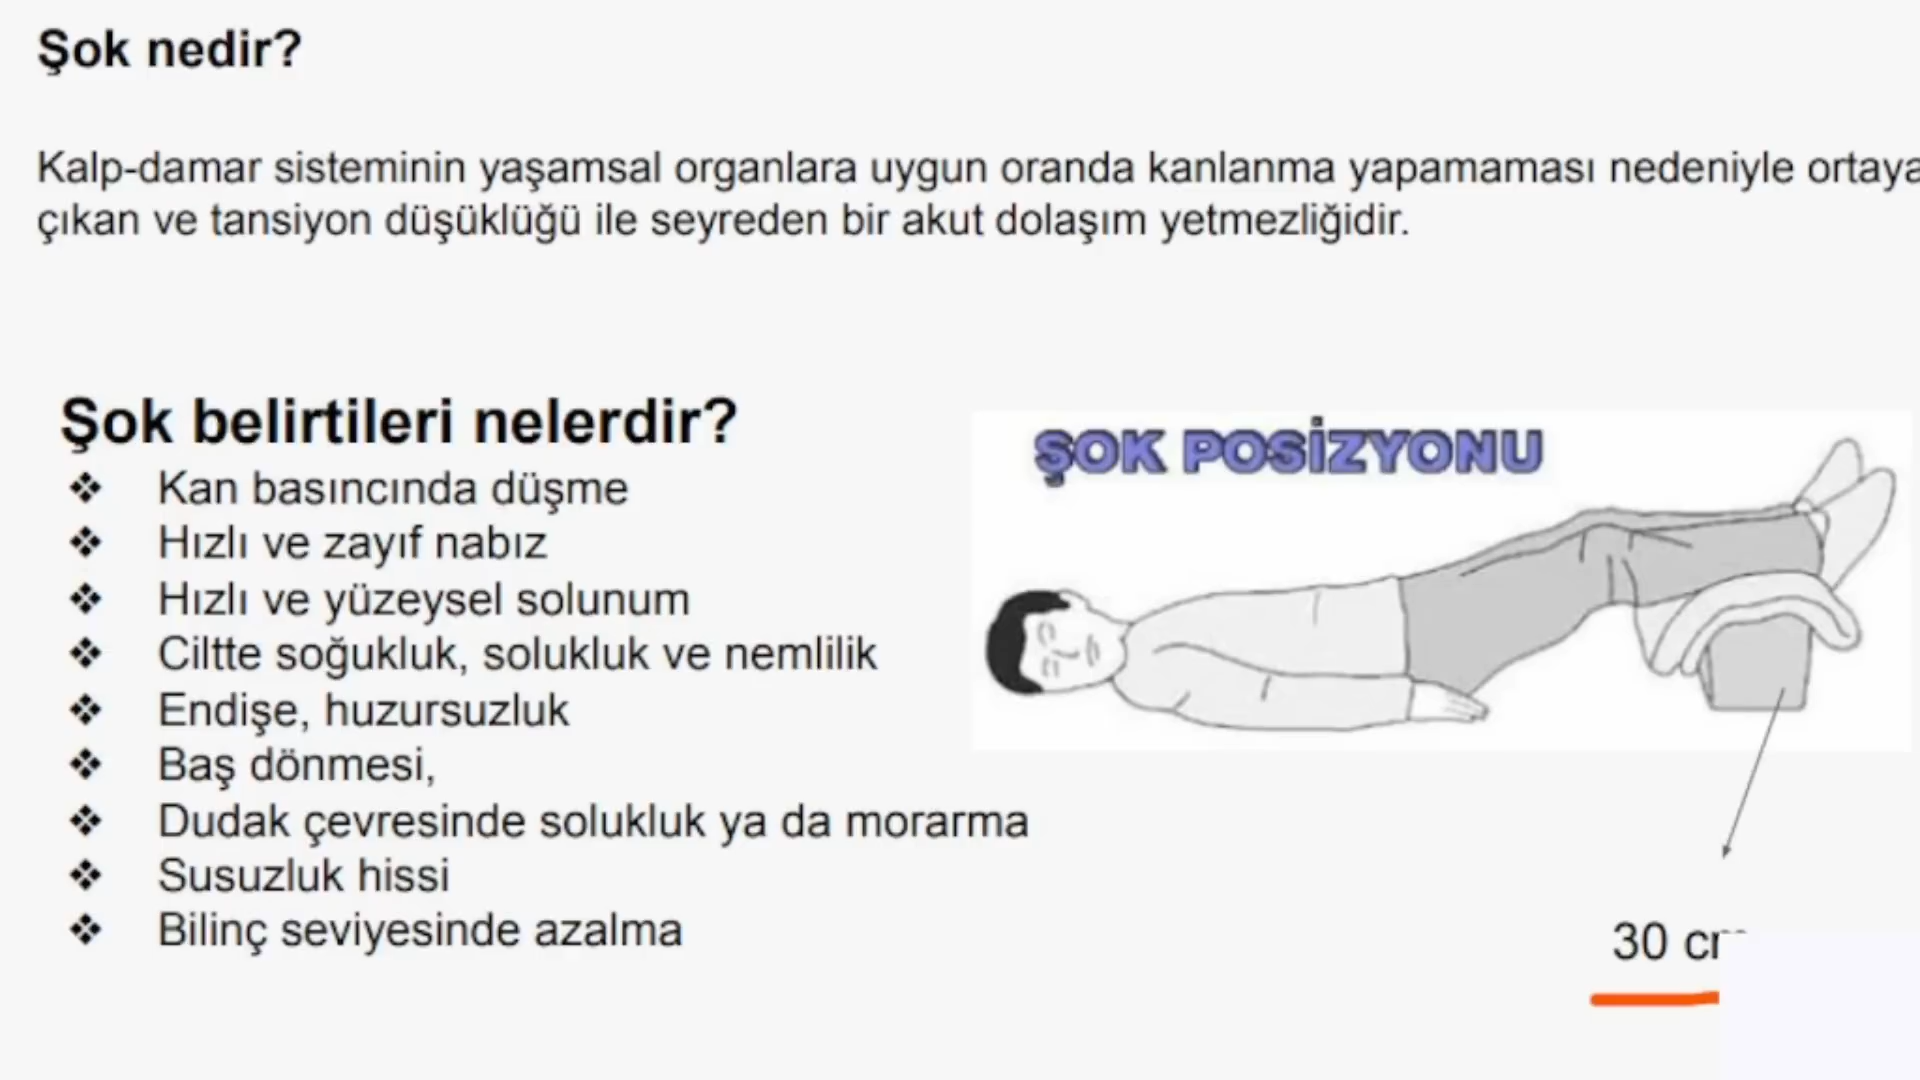 Şok nedir?
Kalp-damar sisteminin yaşamsal organlara uygun oranda kanlanma yapamaması nedeniyle ortaya
çıkan ve tansiyon düşüklüğü ile seyreden bir akut dolaşım yetmezliğidir.
Şok belirtileri nelerdir?
❖ Kan basıncında düşme
❖ Hızlı ve zayıf nabız
❖ Hızlı ve yüzeysel solunum
❖ Ciltte soğukluk, solukluk ve nemlilik
❖ Endişe, huzursuzluk
❖ Baş dönmesi,
❖ Dudak çevresinde solukluk ya da morarma
❖ Susuzluk hissi
❖ Bilinç seviyesinde azalma
ŞOK POSİZYONU
30